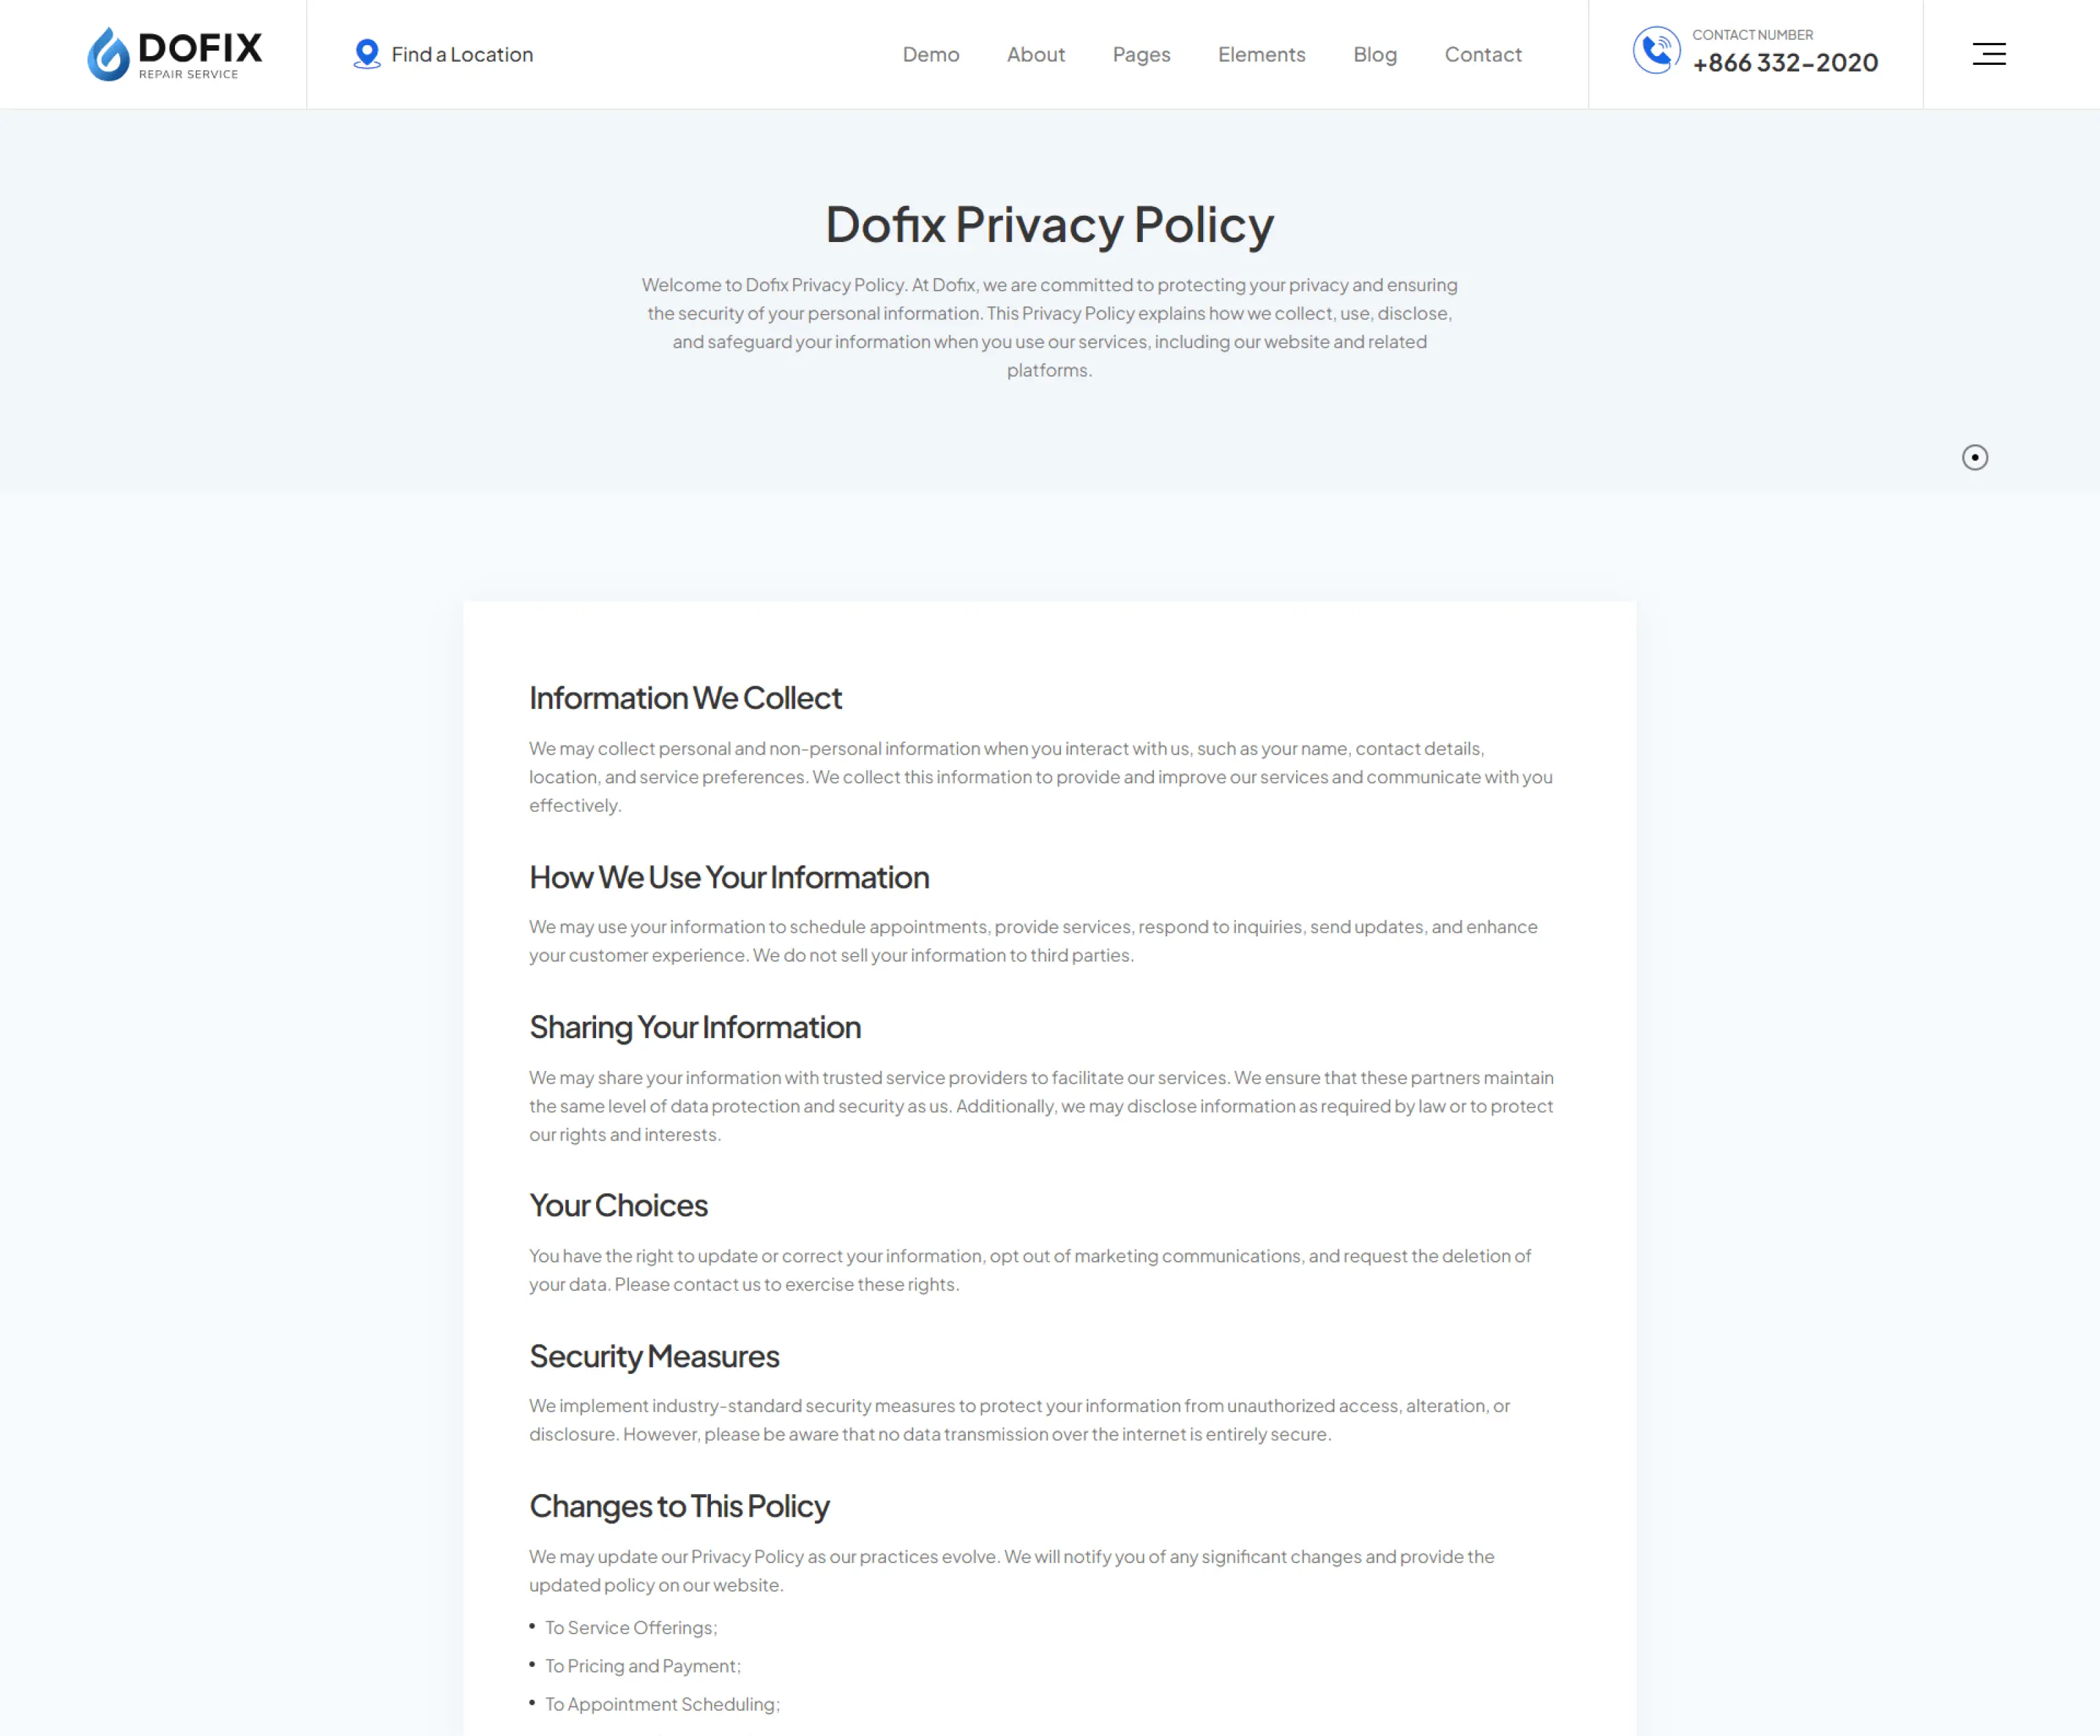 DOFIX
REPAIR SERVICE
Find a Location
Demo
About
Pages
Elements
Blog
Contact
CONTACT NUMBER
+866 332-2020
Dofix Privacy Policy
Welcome to Dofix Privacy Policy. At Dofix, we are committed to protecting your privacy and ensuring
the security of your personal information. This Privacy Policy explains how we collect, use, disclose,
and safeguard your information when you use our services, including our website and related
platforms.
Information We Collect
We may collect personal and non-personal information when you interact with us, such as your name, contact details,
location, and service preferences. We collect this information to provide and improve our services and communicate with you
effectively.
How We Use Your Information
We may use your information to schedule appointments, provide services, respond to inquiries, send updates, and enhance
your customer experience. We do not sell your information to third parties.
Sharing Your Information
We may share your information with trusted service providers to facilitate our services. We ensure that these partners maintain
the same level of data protection and security as us. Additionally, we may disclose information as required by law or to protect
our rights and interests.
Your Choices
You have the right to update or correct your information, opt out of marketing communications, and request the deletion of
your data. Please contact us to exercise these rights.
Security Measures
We implement industry-standard security measures to protect your information from unauthorized access, alteration, or
disclosure. However, please be aware that no data transmission over the internet is entirely secure.
Changes to This Policy
We may update our Privacy Policy as our practices evolve. We will notify you of any significant changes and provide the
updated policy on our website.
• To Service Offerings;
• To Pricing and Payment;
• To Appointment Scheduling;